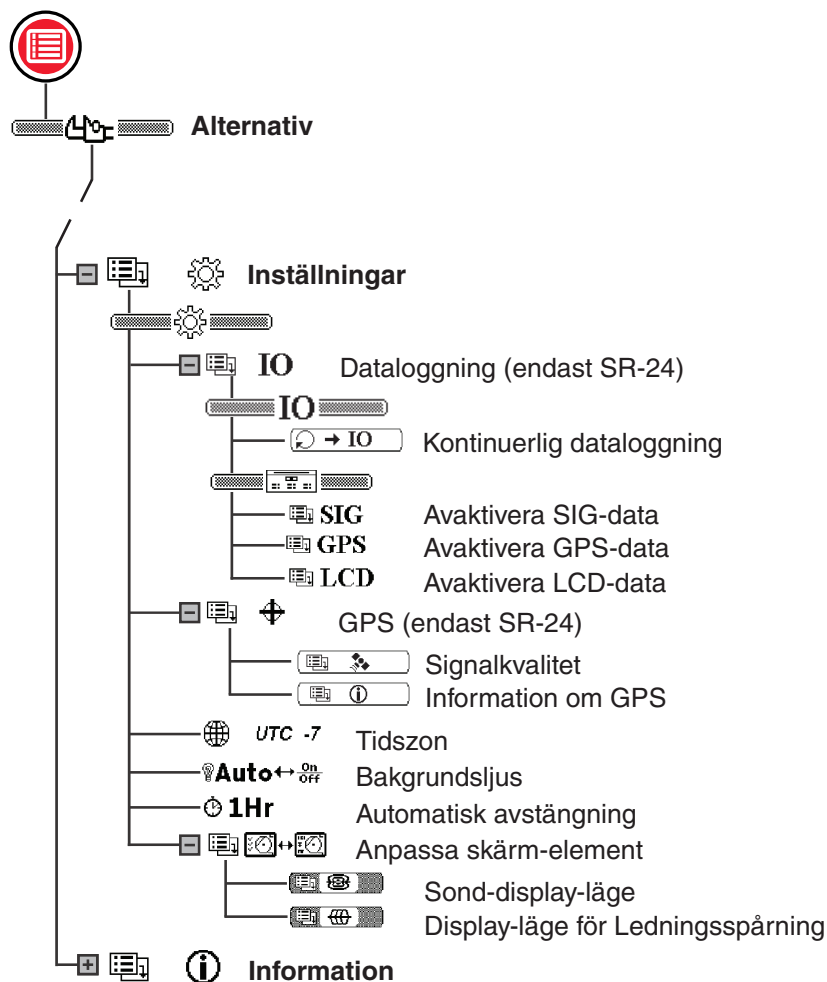 Alternativ
Inställningar
IO Dataloggning (endast SR-24)
IO
IO Kontinuerlig dataloggning
SIG Avaktivera SIG-data
GPS Avaktivera GPS-data
LCD Avaktivera LCD-data
GPS (endast SR-24)
Signalkvalitet
Information om GPS
UTC -7 Tidszon
Auto On Off Bakgrundsljus
1Hr Automatisk avstängning
Anpassa skärm-element
Sond-display-läge
Display-läge för Ledningsspårning
Information